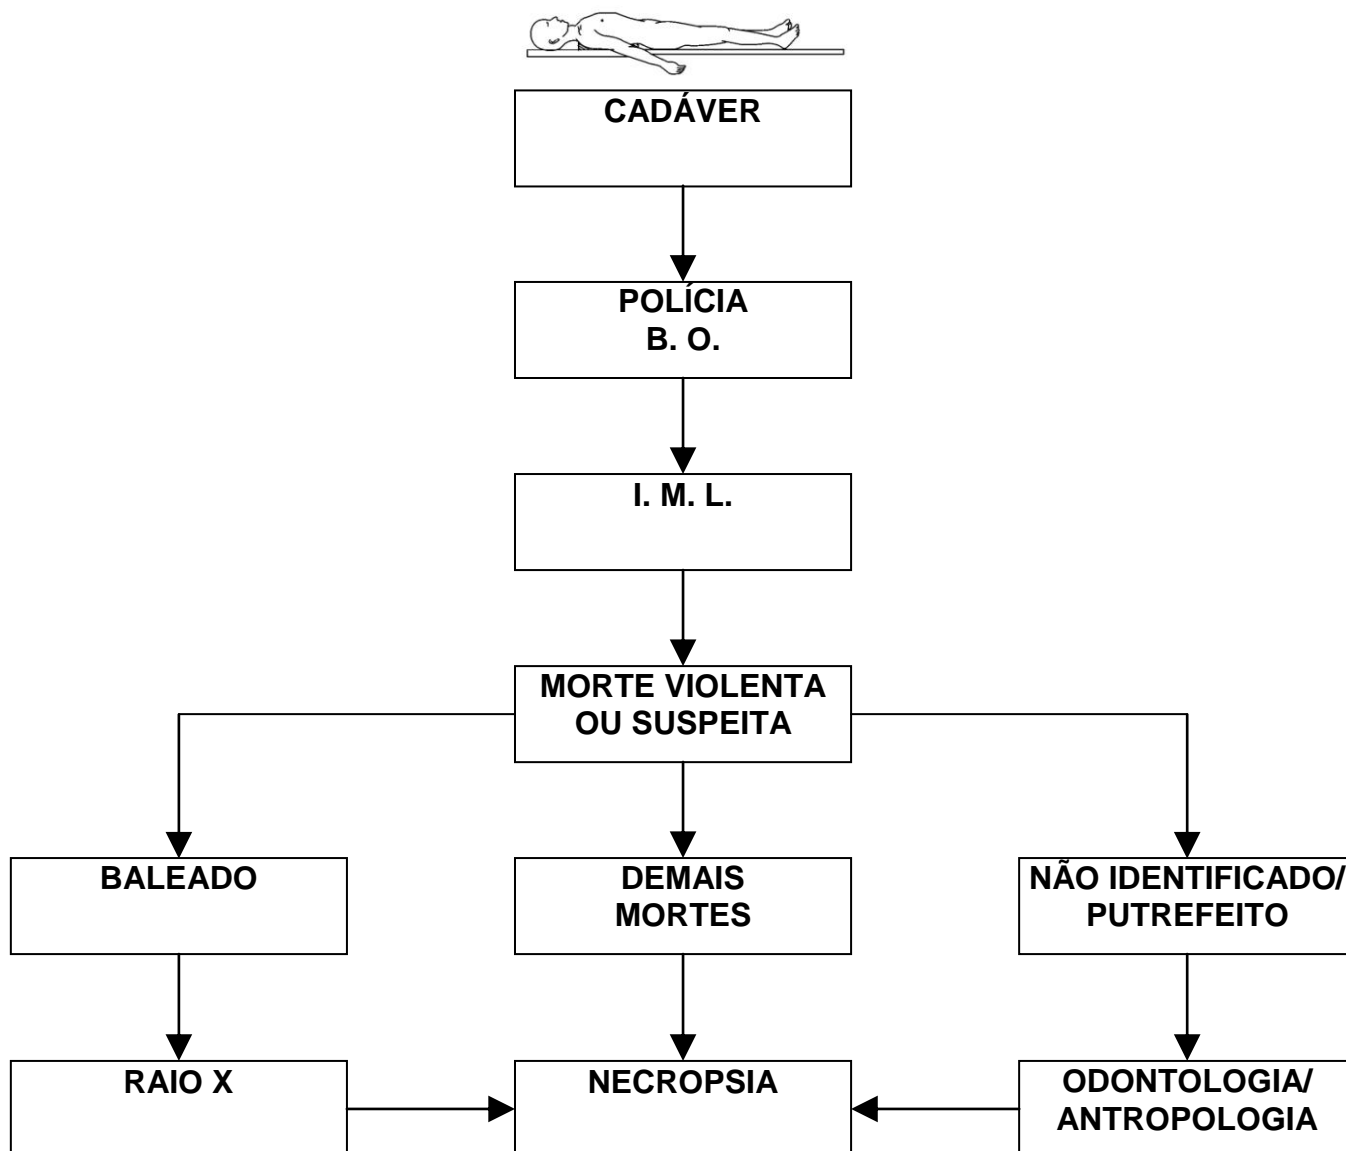 CADÁVER
POLÍCIA
B. O.
I. M. L.
MORTE VIOLENTA
OU SUSPEITA
BALEADO
DEMAIS
MORTES
NÃO IDENTIFICADO/
PUTREFEITO
RAIO X
NECROPSIA
ODONTOLOGIA/
ANTROPOLOGIA